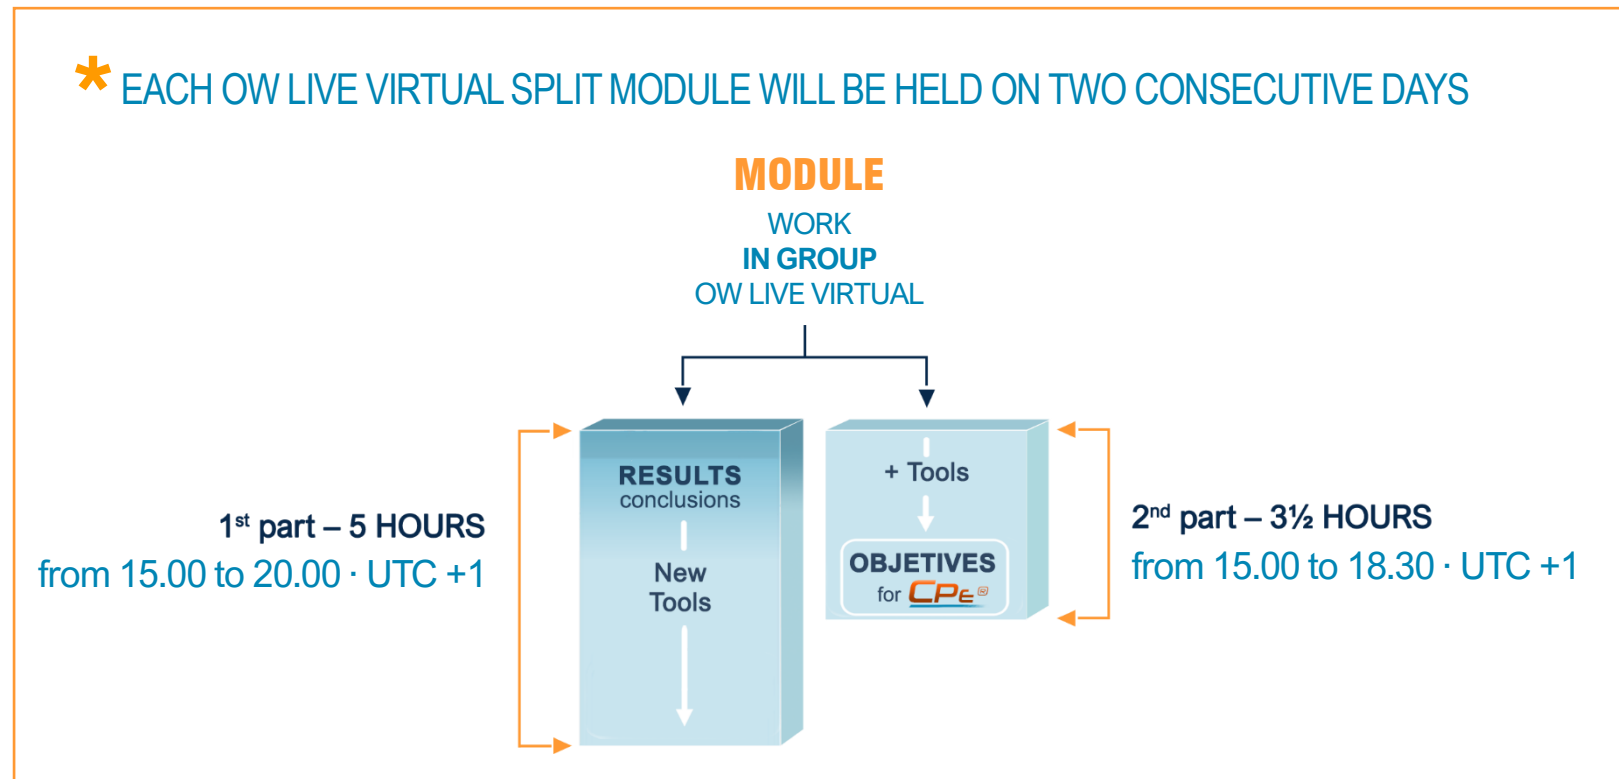 * EACH OW LIVE VIRTUAL SPLIT MODULE WILL BE HELD ON TWO CONSECUTIVE DAYS
MODULE
WORK
IN GROUP
OW LIVE VIRTUAL
1st part – 5 HOURS
from 15.00 to 20.00 · UTC +1
RESULTS
conclusions
New
Tools
+ Tools
OBJETIVES
for CPe®
2nd part – 3½ HOURS
from 15.00 to 18.30 · UTC +1